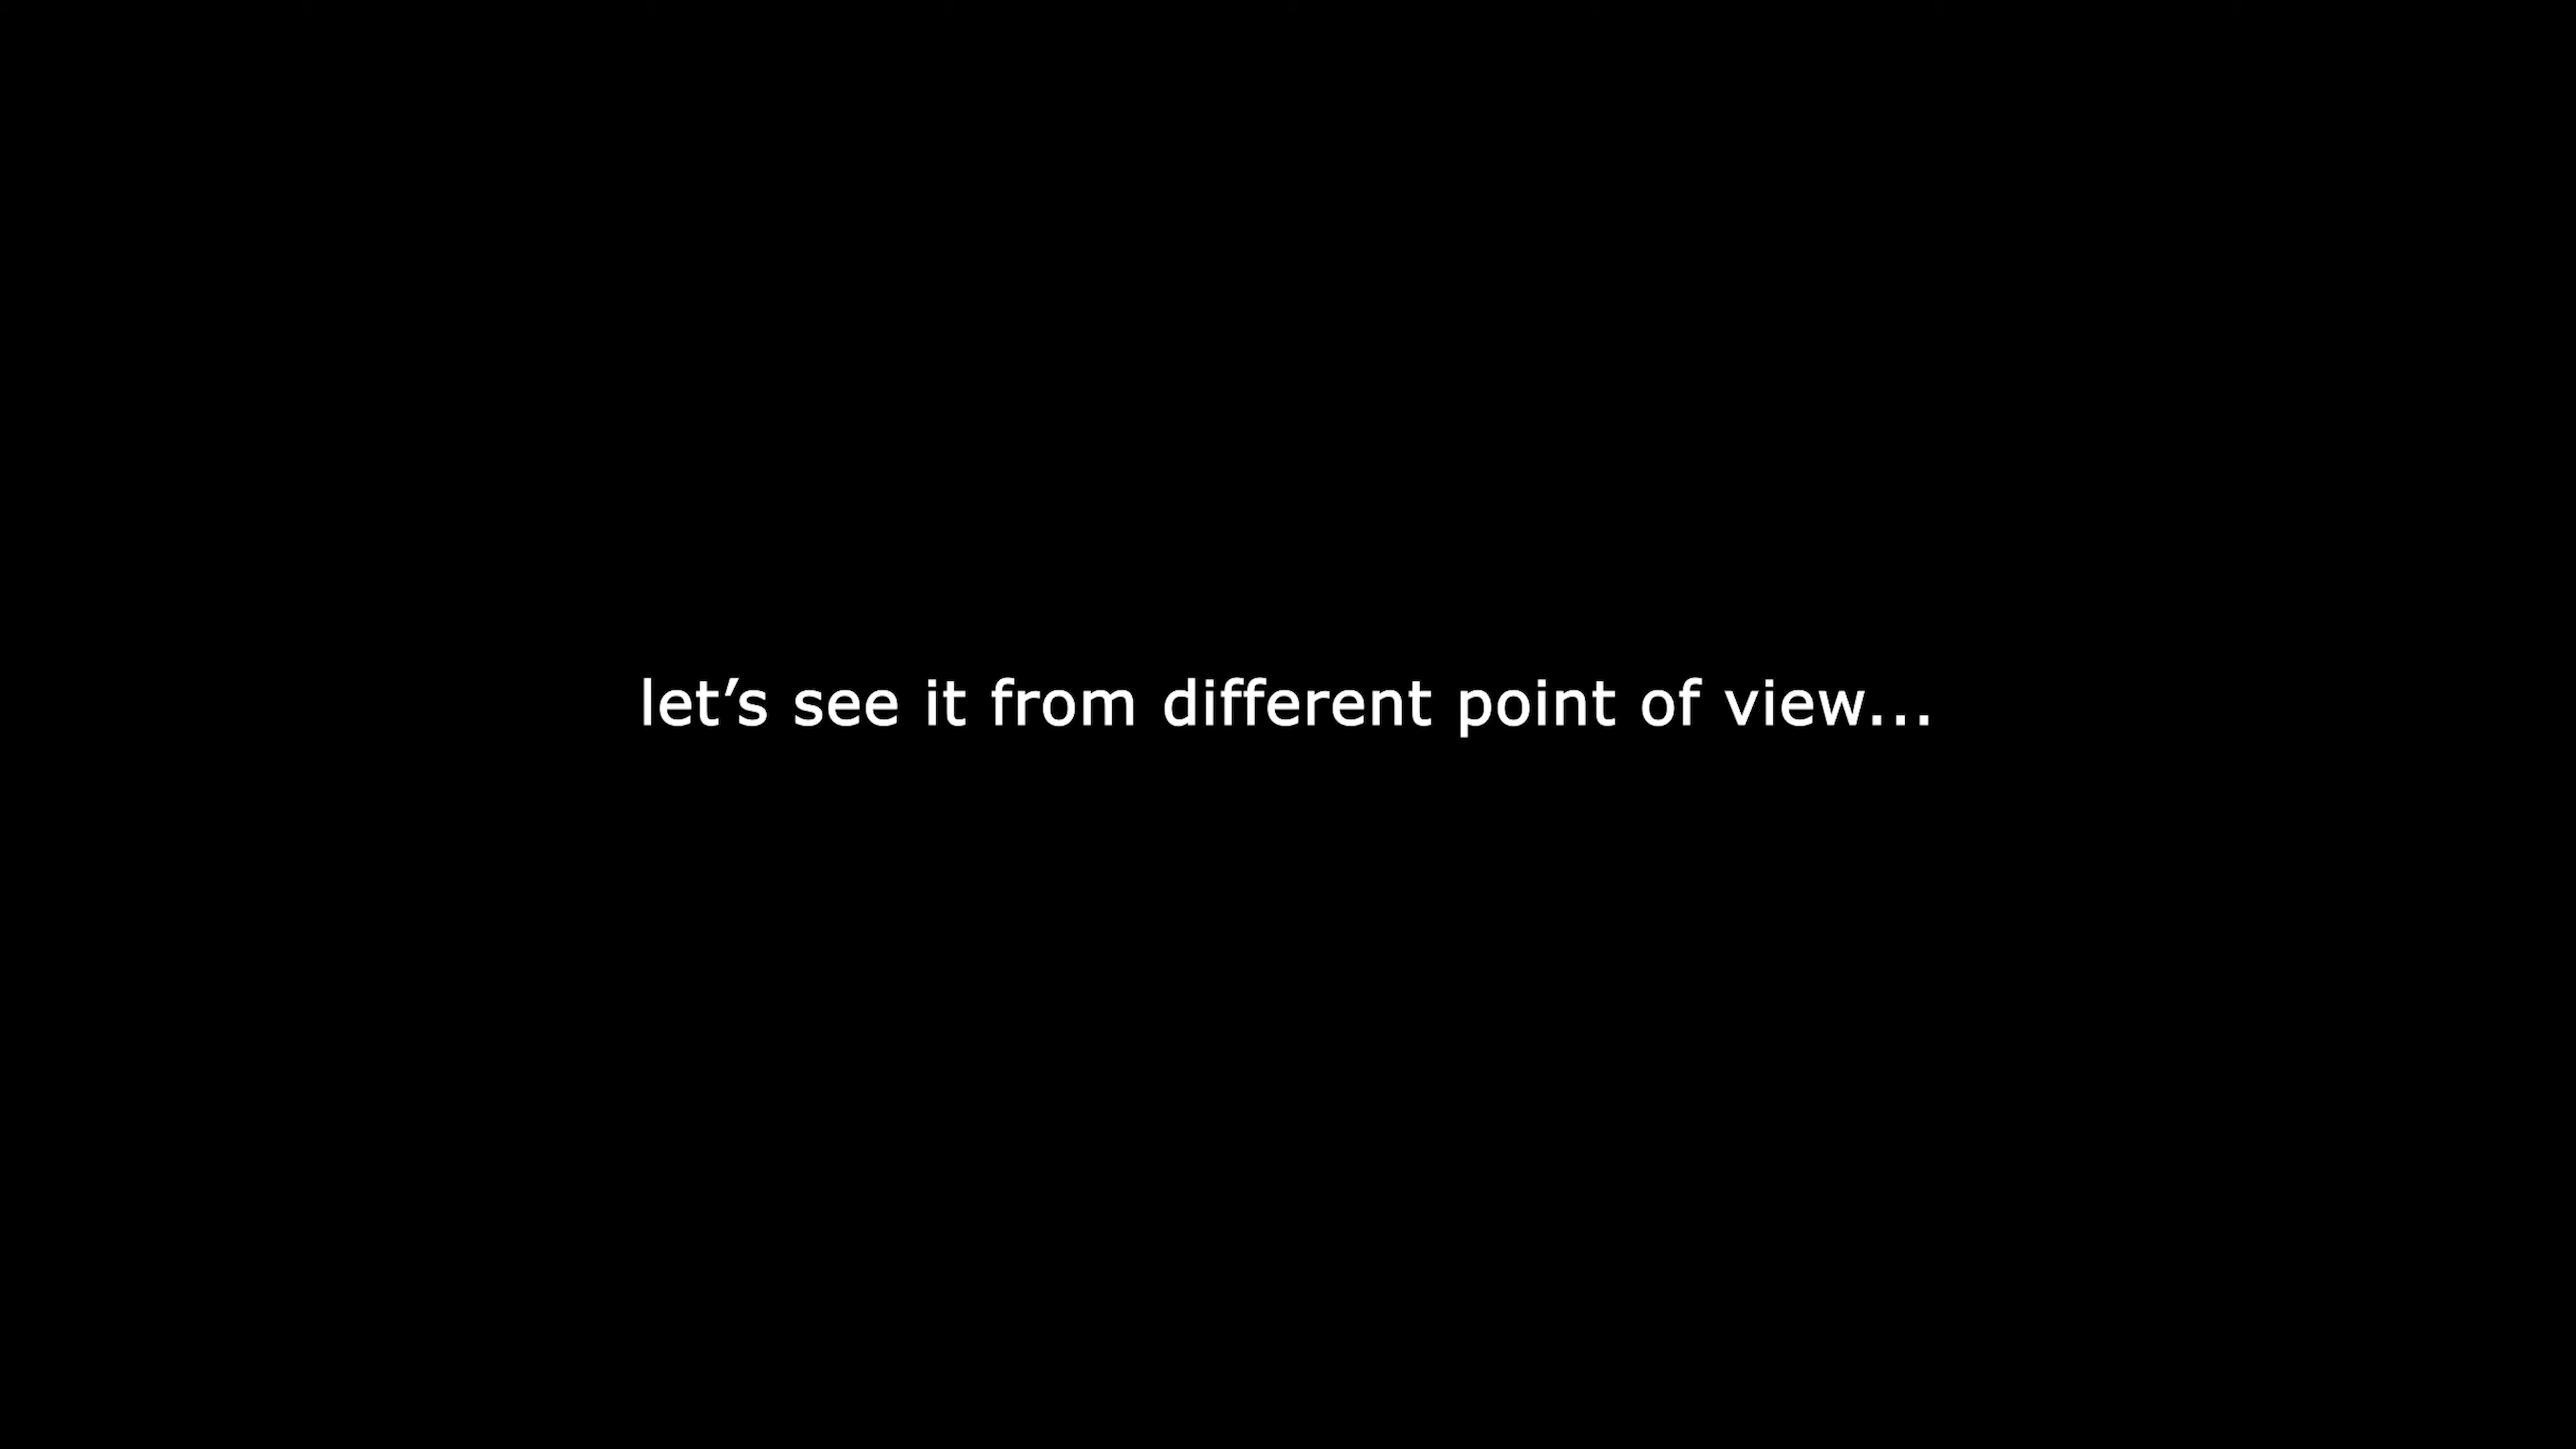 let’s see it from different point of view...